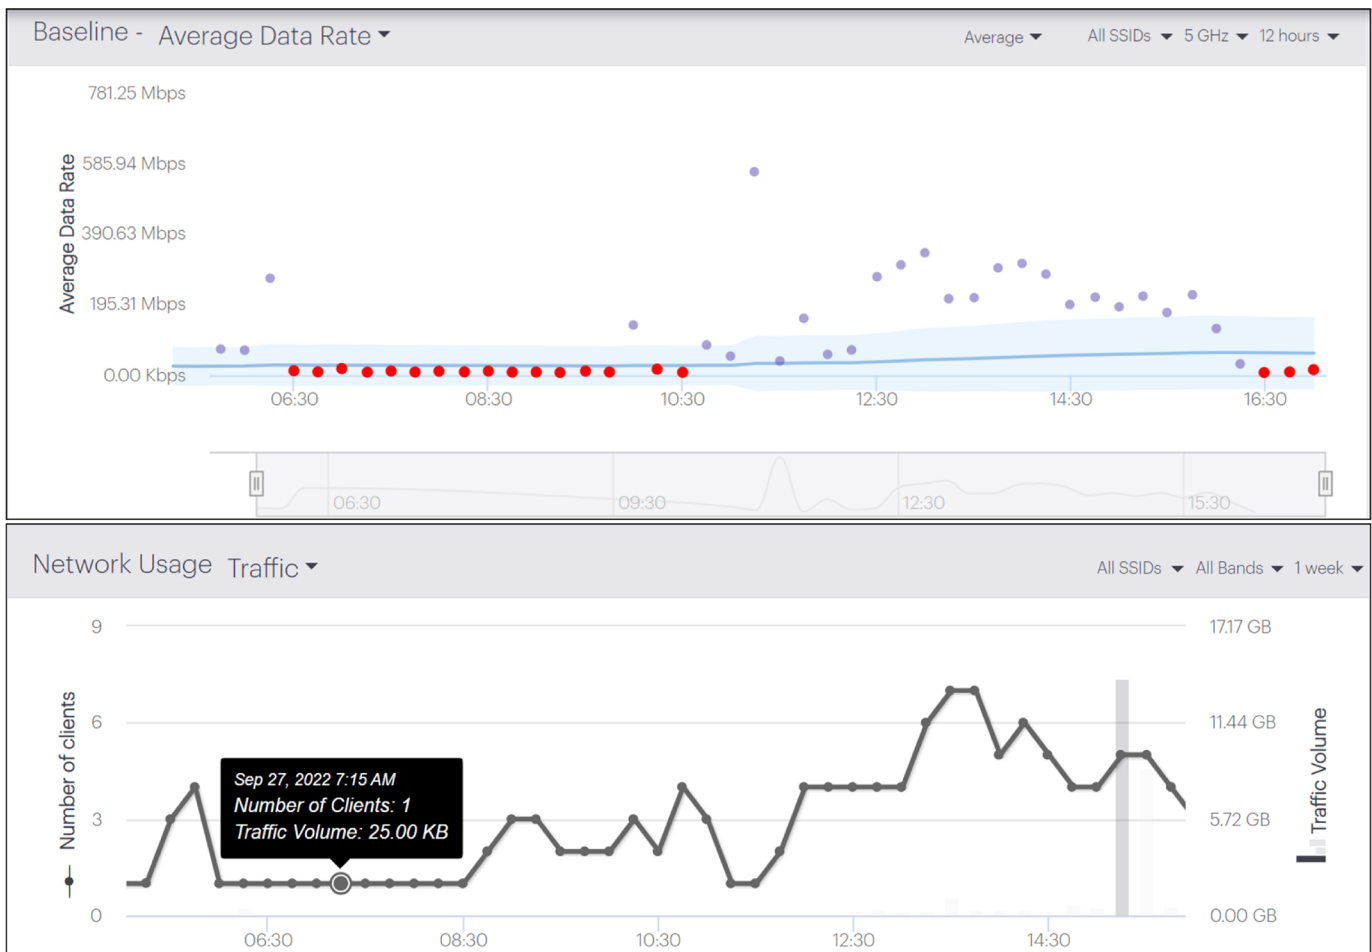 Baseline - Average Data Rate Average All SSIDs 5 GHz 12 hours
781.25 Mbps
585.94 Mbps
390.63 Mbps
195.31 Mbps
0.00 Kbps
Average Data Rate
06:30 08:30 10:30 12:30 14:30 16:30
06:30 09:30 12:30 15:30
Network Usage Traffic All SSIDs All Bands 1 week
9 17.17 GB
6 11.44 GB
3 5.72 GB
0 0.00 GB
Number of clients
Traffic Volume
Sep 27, 2022 7:15 AM
Number of Clients: 1
Traffic Volume: 25.00 KB
06:30 08:30 10:30 12:30 14:30